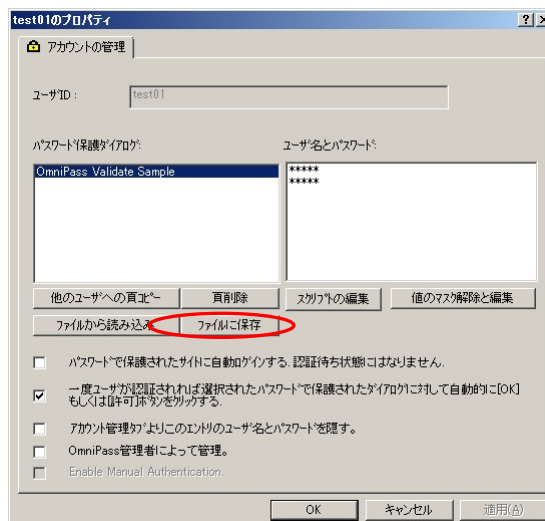 test01のプロパティ
アカウントの管理
ユーザID :
test01
パスワード保護ダイアログ:
ユーザ名とパスワード:
OmniPass Validate Sample
*****
*****
他のユーザへの頁コピー
頁削除
スクリプトの編集
値のマスク解除と編集
ファイルから読み込み
ファイルに保存
パスワードで保護されたサイトに自動ログインする. 認証待ち状態にはなりません.
一度ユーザが認証されれば選択されたパスワードで保護されたダイアログに対して自動的に[OK]
もしくは[許可]ボタンをクリックする.
アカウント管理タブよりこのエントリのユーザ名とパスワードを隠す。
OmniPass管理者によって管理。
Enable Manual Authentication.
OK
キャンセル
適用(A)